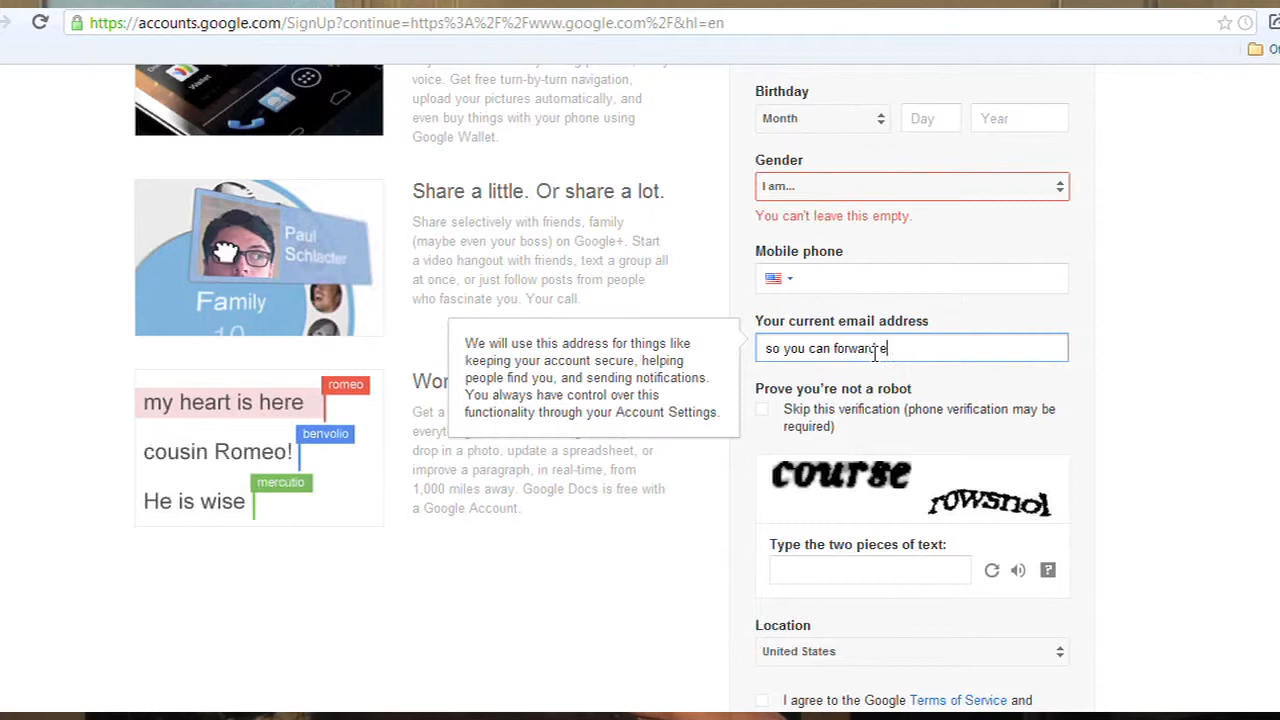 https://accounts.google.com/SignUp?continue=https%3A%2F%2Fwww.google.com%2F&hl=en
Wallet
voice. Get free turn-by-turn navigation,
upload your pictures automatically, and
even buy things with your phone using
Google Wallet.
Paul
Schlacter
Family
10
Share a little. Or share a lot.
Share selectively with friends, family
(maybe even your boss) on Google+. Start
a video hangout with friends, text a group all
at once, or just follow posts from people
who fascinate you. Your call.
my heart is here
romeo
cousin Romeo!
benvolio
He is wise
mercutio
Wor
Get a
everyt
drop in a photo, update a spreadsheet, or
improve a paragraph, in real-time, from
1,000 miles away. Google Docs is free with
a Google Account.
We will use this address for things like
keeping your account secure, helping
people find you, and sending notifications.
You always have control over this
functionality through your Account Settings.
Birthday
Month
Day
Year
Gender
I am...
You can't leave this empty.
Mobile phone
Your current email address
so you can forward e
Prove you're not a robot
Skip this verification (phone verification may be
required)
course
rowsnol
Type the two pieces of text:
?
Location
United States
I agree to the Google Terms of Service and